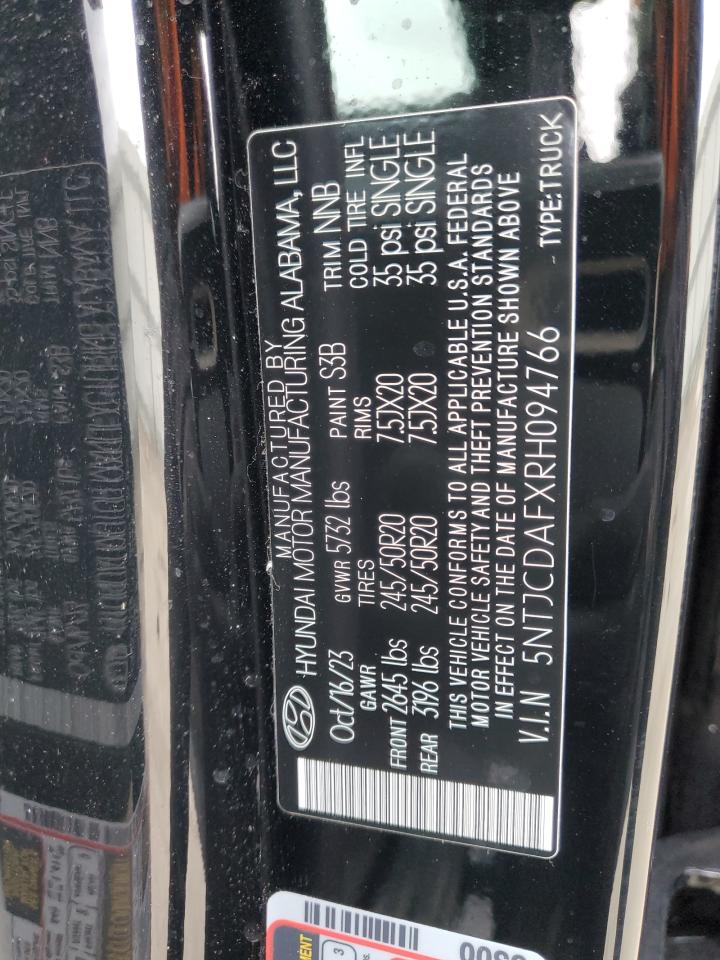 MANUFACTURED BY
HYUNDAI MOTOR MANUFACTURING ALABAMA, LLC
Oct/16/23 GVWR 5732 lbs PAINT S3B TRIM NNB
GAWR TIRES RIMS COLD TIRE INFL
FRONT 2645 lbs 245/50R20 7.5JX20 35 psi SINGLE
REAR 3196 lbs 245/50R20 7.5JX20 35 psi SINGLE
THIS VEHICLE CONFORMS TO ALL APPLICABLE U.S.A. FEDERAL
MOTOR VEHICLE SAFETY AND THEFT PREVENTION STANDARDS
IN EFFECT ON THE DATE OF MANUFACTURE SHOWN ABOVE
V.I.N 5NTJCDAFXRH094766 TYPE:TRUCK